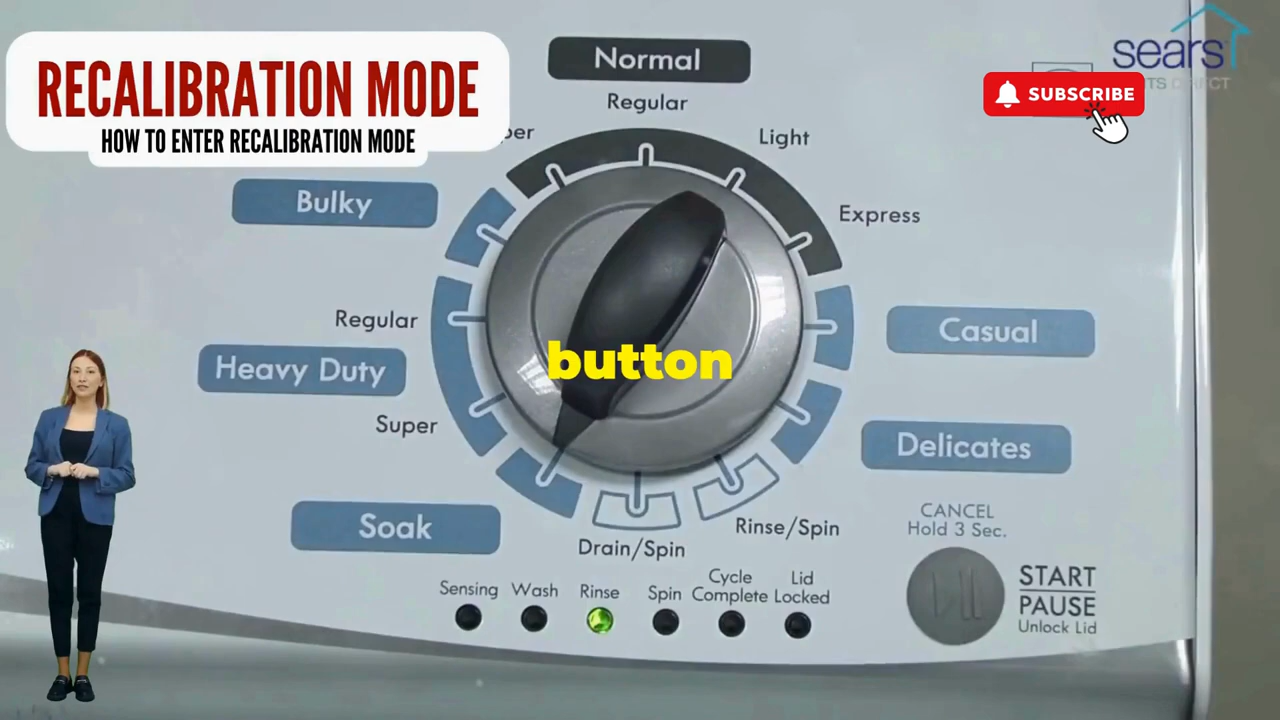 RECALIBRATION MODE
HOW TO ENTER RECALIBRATION MODE
sears
SUBSCRIBE
Normal
Regular
Light
Express
Bulky
Regular
Heavy Duty
Super
Soak
button
Casual
Delicates
Rinse/Spin
Drain/Spin
CANCEL
Hold 3 Sec.
Sensing
Wash
Rinse
Spin
Cycle
Complete
Lid
Locked
START
PAUSE
Unlock Lid